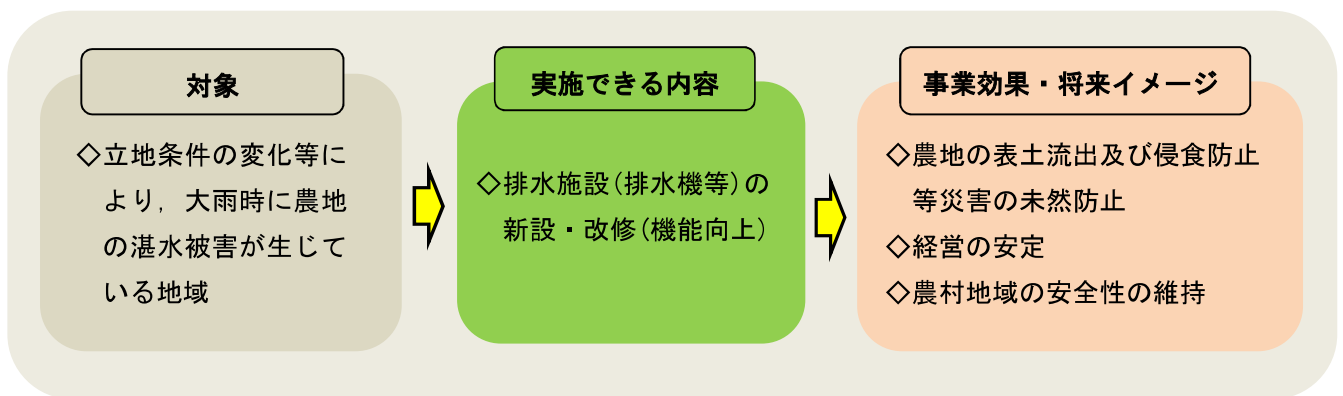 対象
◇立地条件の変化等に
より，大雨時に農地
の湛水被害が生じて
いる地域
実施できる内容
◇排水施設(排水機等)の
新設・改修(機能向上)
事業効果・将来イメージ
◇農地の表土流出及び侵食防止
等災害の未然防止
◇経営の安定
◇農村地域の安全性の維持